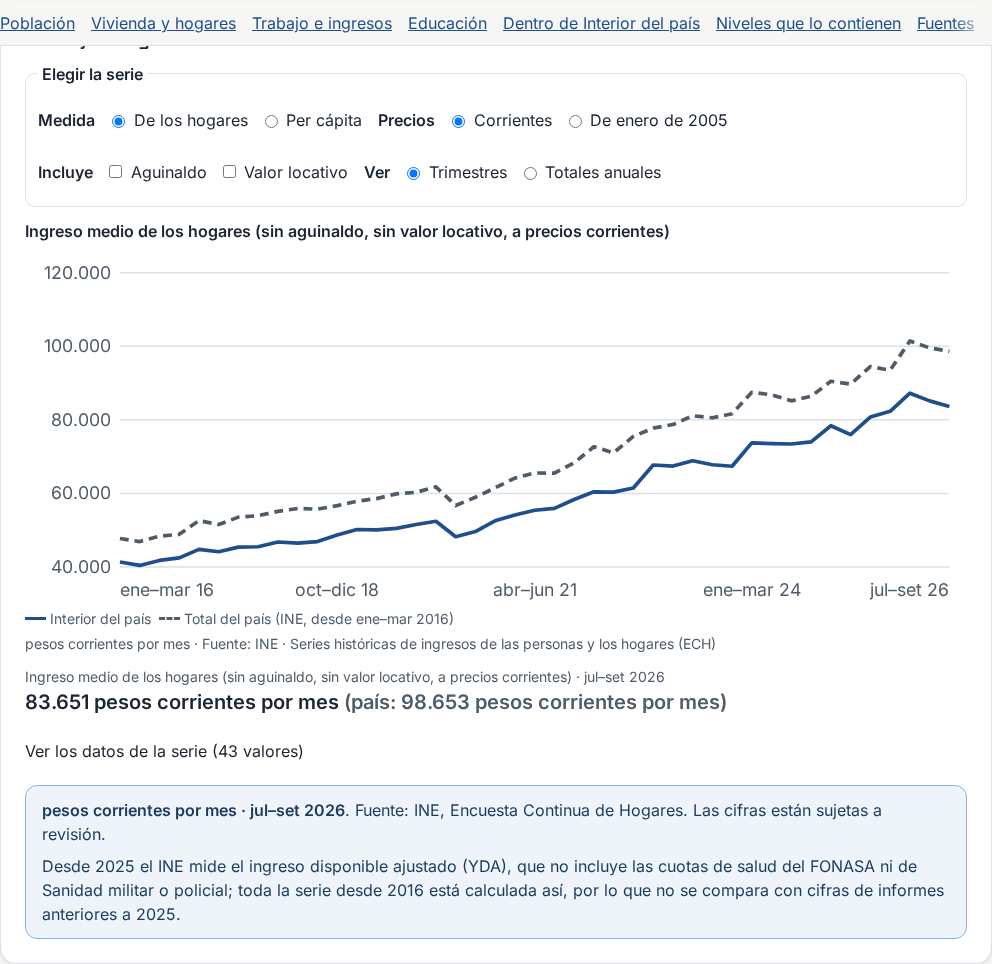 Población Vivienda y hogares Trabajo e ingresos Educación Dentro de Interior del país Niveles que lo contienen Fuentes
Elegir la serie
Medida De los hogares Per cápita Precios Corrientes De enero de 2005
Incluye Aguinaldo Valor locativo Ver Trimestres Totales anuales
Ingreso medio de los hogares (sin aguinaldo, sin valor locativo, a precios corrientes)
120.000
100.000
80.000
60.000
40.000
ene–mar 16 oct–dic 18 abr–jun 21 ene–mar 24 jul–set 26
Interior del país Total del país (INE, desde ene–mar 2016)
pesos corrientes por mes · Fuente: INE · Series históricas de ingresos de las personas y los hogares (ECH)
Ingreso medio de los hogares (sin aguinaldo, sin valor locativo, a precios corrientes) · jul–set 2026
83.651 pesos corrientes por mes (país: 98.653 pesos corrientes por mes)
Ver los datos de la serie (43 valores)
pesos corrientes por mes · jul–set 2026. Fuente: INE, Encuesta Continua de Hogares. Las cifras están sujetas a
revisión.
Desde 2025 el INE mide el ingreso disponible ajustado (YDA), que no incluye las cuotas de salud del FONASA ni de
Sanidad militar o policial; toda la serie desde 2016 está calculada así, por lo que no se compara con cifras de informes
anteriores a 2025.